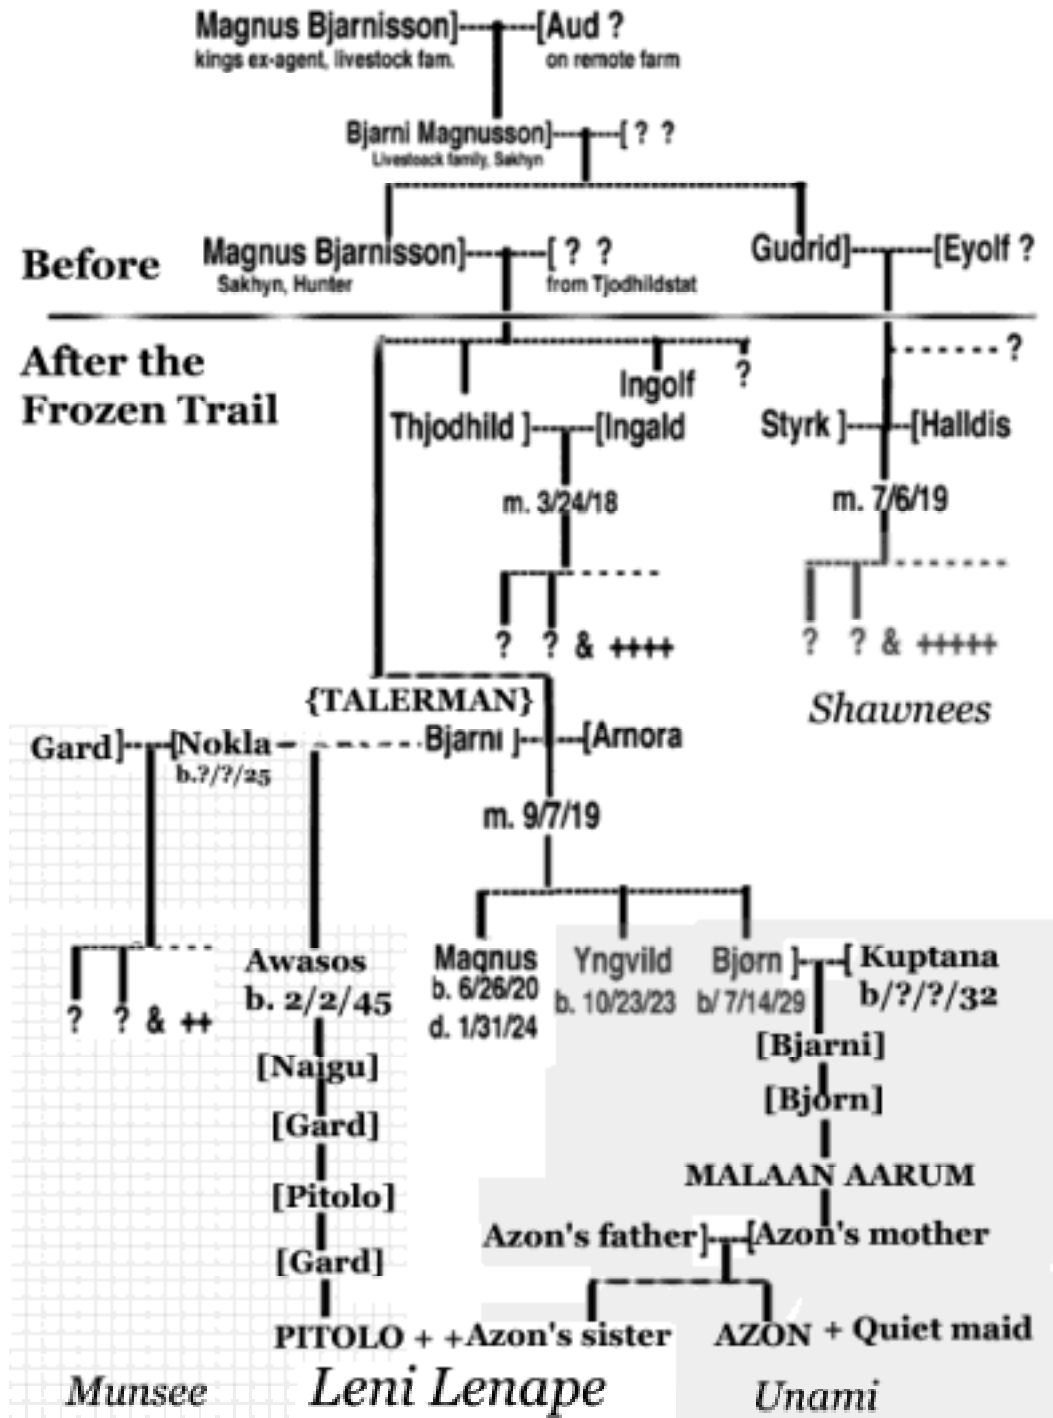 Magnus Bjarnisson]-----[Aud ?
kings ex-agent, livestock fam. on remote farm
Bjarni Magnusson]-----[ ? ?
Livestoack family, Sakhyn
Before Magnus Bjarnisson]-----[ ? ? Gudrid]-----[Eyolf ?
Sakhyn, Hunter from Tjodhildstat
After the ?
Frozen Trail Ingolf ?
Thjodhild ]-----[Ingald Styrk ]-----[Halldis
m. 3/24/18 m. 7/6/19
? ? & ++++ ? ? & +++++
{TALERMAN} Shawnees
Gard]---[Nokla - - - - - Bjarni ]-----[Arnora
b.?/?/25
m. 9/7/19
Awasos Magnus Yngvild Bjørn ]---[ Kuptana
b. 2/2/45 b. 6/26/20 b. 10/23/23 b/ 7/14/29 b/?/?/32
? ? & ++ d. 1/31/24
[Bjarni]
[Naigu]
[Bjorn]
[Gard]
MALAAN AARUM
[Pitolo]
Azon's father]---[Azon's mother
[Gard]
PITOLO + +Azon's sister AZON + Quiet maid
Munsee Leni Lenape Unami